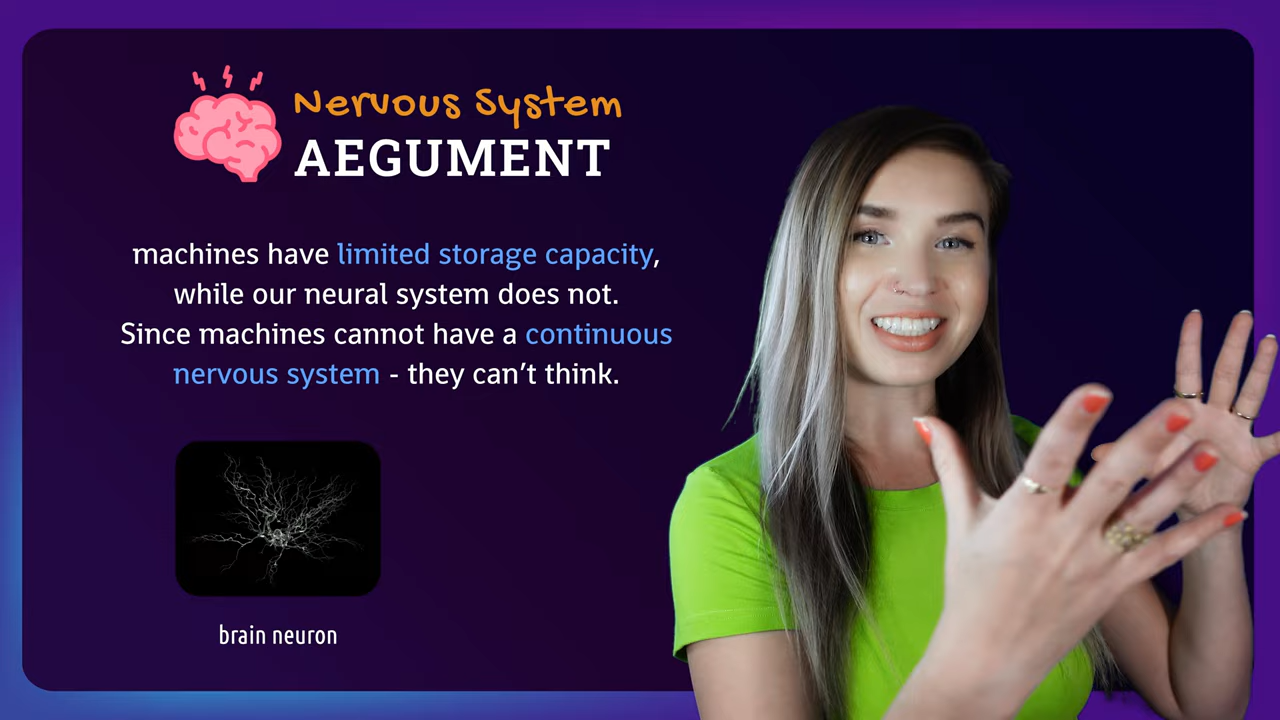 Nervous System
AEGUMENT
machines have limited storage capacity,
while our neural system does not.
Since machines cannot have a continuous
nervous system - they can’t think.
brain neuron